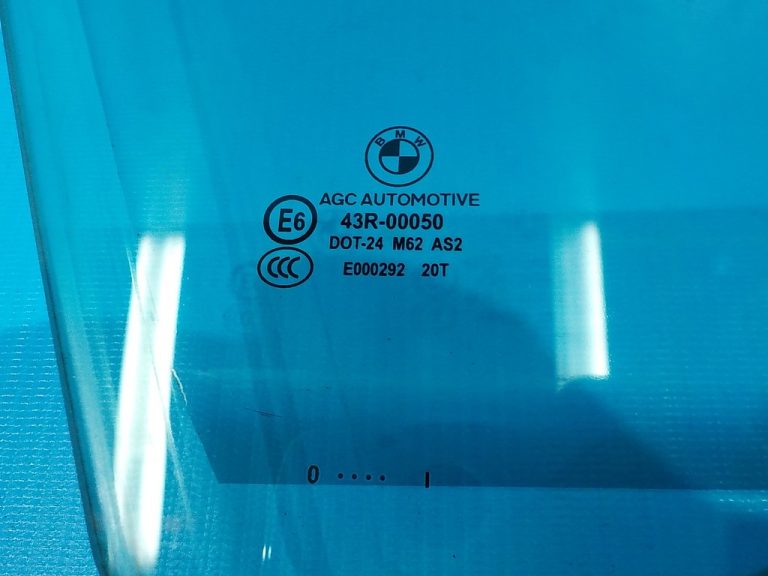 BMW
AGC AUTOMOTIVE
E6 43R-00050
DOT-24 M62 AS2
CCC E000292 20T
0 •••• I